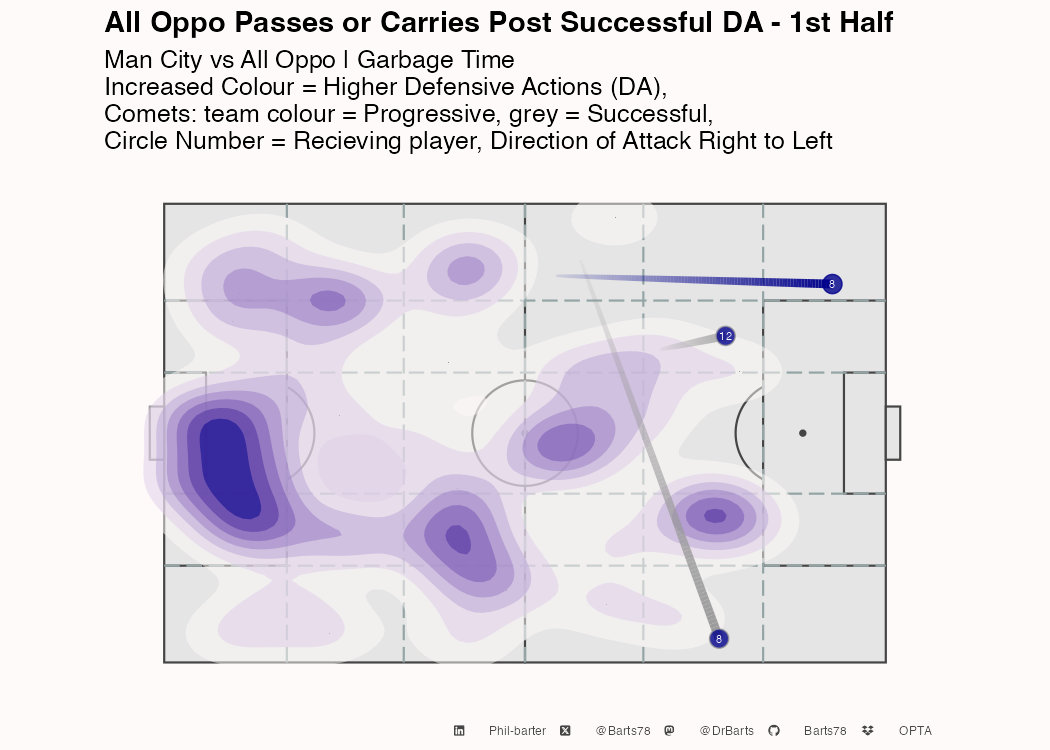 All Oppo Passes or Carries Post Successful DA - 1st Half
Man City vs All Oppo | Garbage Time
Increased Colour = Higher Defensive Actions (DA),
Comets: team colour = Progressive, grey = Successful,
Circle Number = Recieving player, Direction of Attack Right to Left
8
12
8
Phil-barter @Barts78 @DrBarts Barts78 OPTA